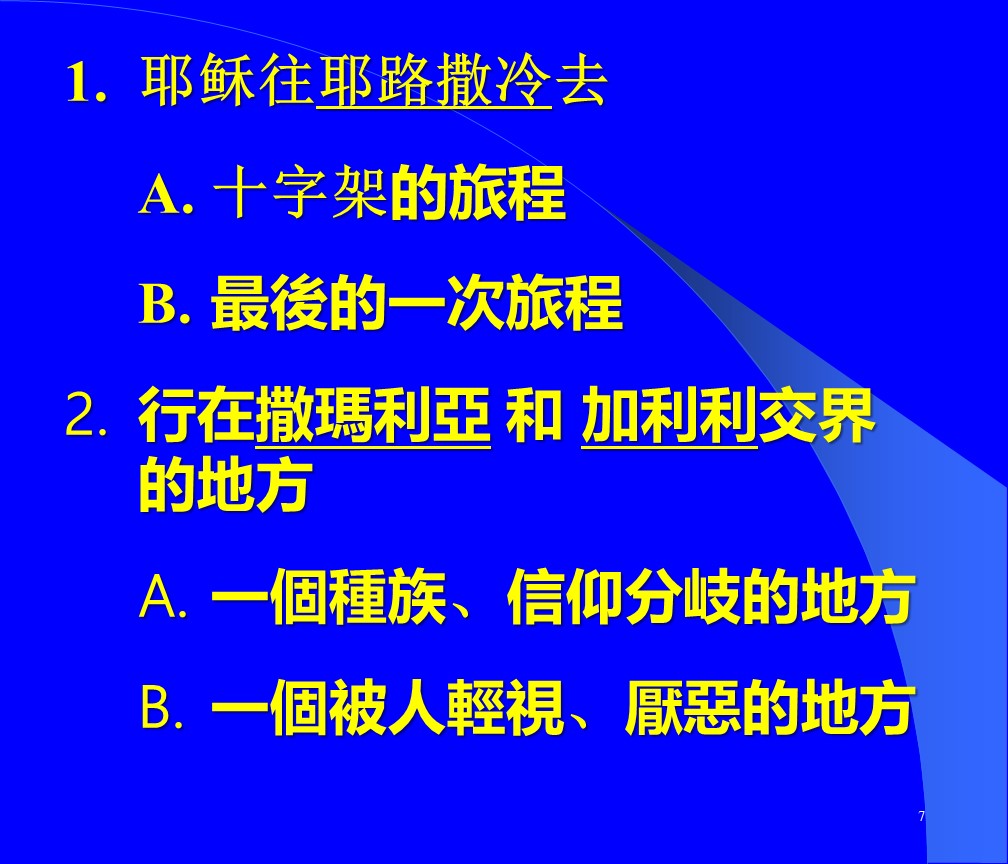 1. 耶稣往耶路撒冷去
A. 十字架的旅程
B. 最後的一次旅程
2. 行在撒瑪利亞 和 加利利交界
的地方
A. 一個種族、信仰分歧的地方
B. 一個被人輕視、厭惡的地方
7